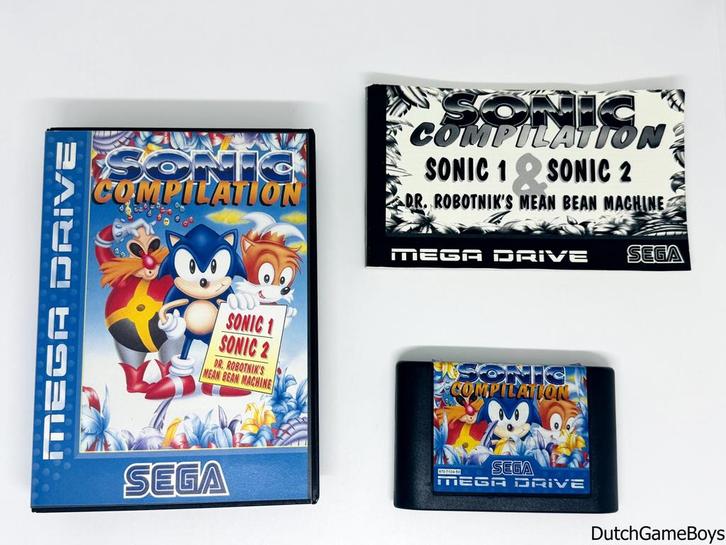 MEGA DRIVE
SONIC
COMPILATION
SONIC 1
SONIC 2
DR. ROBOTNIK'S
MEAN BEAN MACHINE
SEGA
SONIC
COMPILATION
SONIC 1 & SONIC 2
DR. ROBOTNIK'S MEAN BEAN MACHINE
MEGA DRIVE SEGA
SONIC
COMPILATION
SEGA
MEGA DRIVE
DutchGameBoys